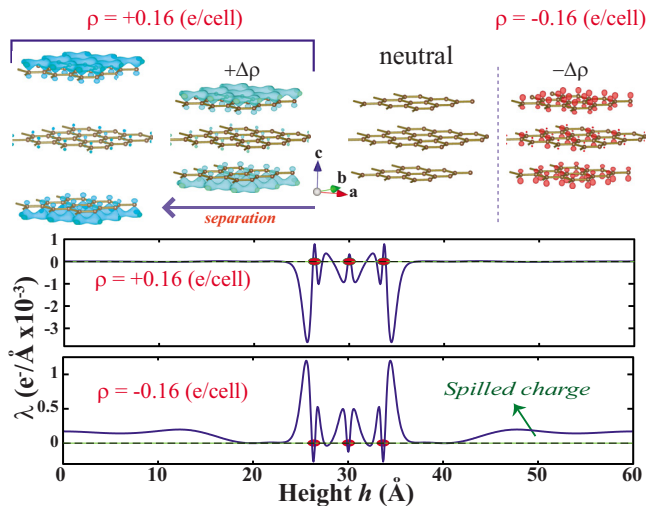 ρ = +0.16 (e/cell)
ρ = -0.16 (e/cell)
neutral
+Δρ
−Δρ
c
b
a
separation
λ (e⁻/Å x10⁻³)
1
0
-1
-2
-3
ρ = +0.16 (e/cell)
1
0.5
0
ρ = -0.16 (e/cell)
Spilled charge
0 10 20 30 40 50 60
Height h (Å)